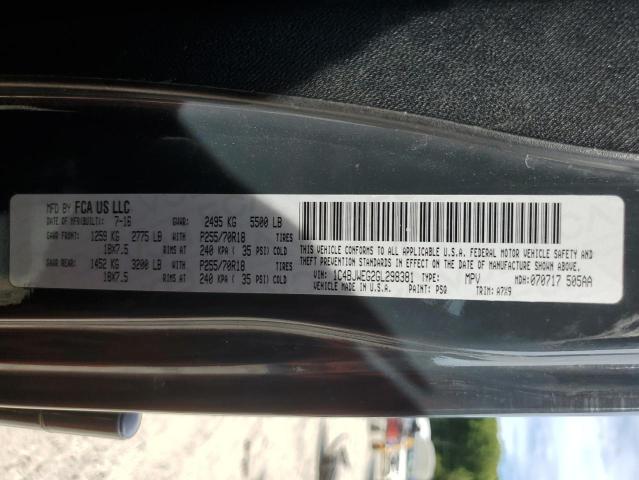 MFD BY FCA US LLC
DATE OF MFR(BUILT): 7-16 GVWR: 2495 KG 5500 LB
GAWR FRONT: 1259 KG 2775 LB WITH P255/70R18 TIRES
18X7.5 RIMS AT 240 KPA ( 35 PSI) COLD
GAWR REAR: 1452 KG 3200 LB WITH P255/70R18 TIRES
18X7.5 RIMS AT 240 KPA ( 35 PSI) COLD
THIS VEHICLE CONFORMS TO ALL APPLICABLE U.S.A. FEDERAL MOTOR VEHICLE SAFETY AND
THEFT PREVENTION STANDARDS IN EFFECT ON THE DATE OF MANUFACTURE SHOWN ABOVE.
VIN: 1C4BJWEG2GL298381 TYPE: MPV MDH: 070717 505AA
VEHICLE MADE IN U.S.A. PAINT: PSQ TRIM: A7X9